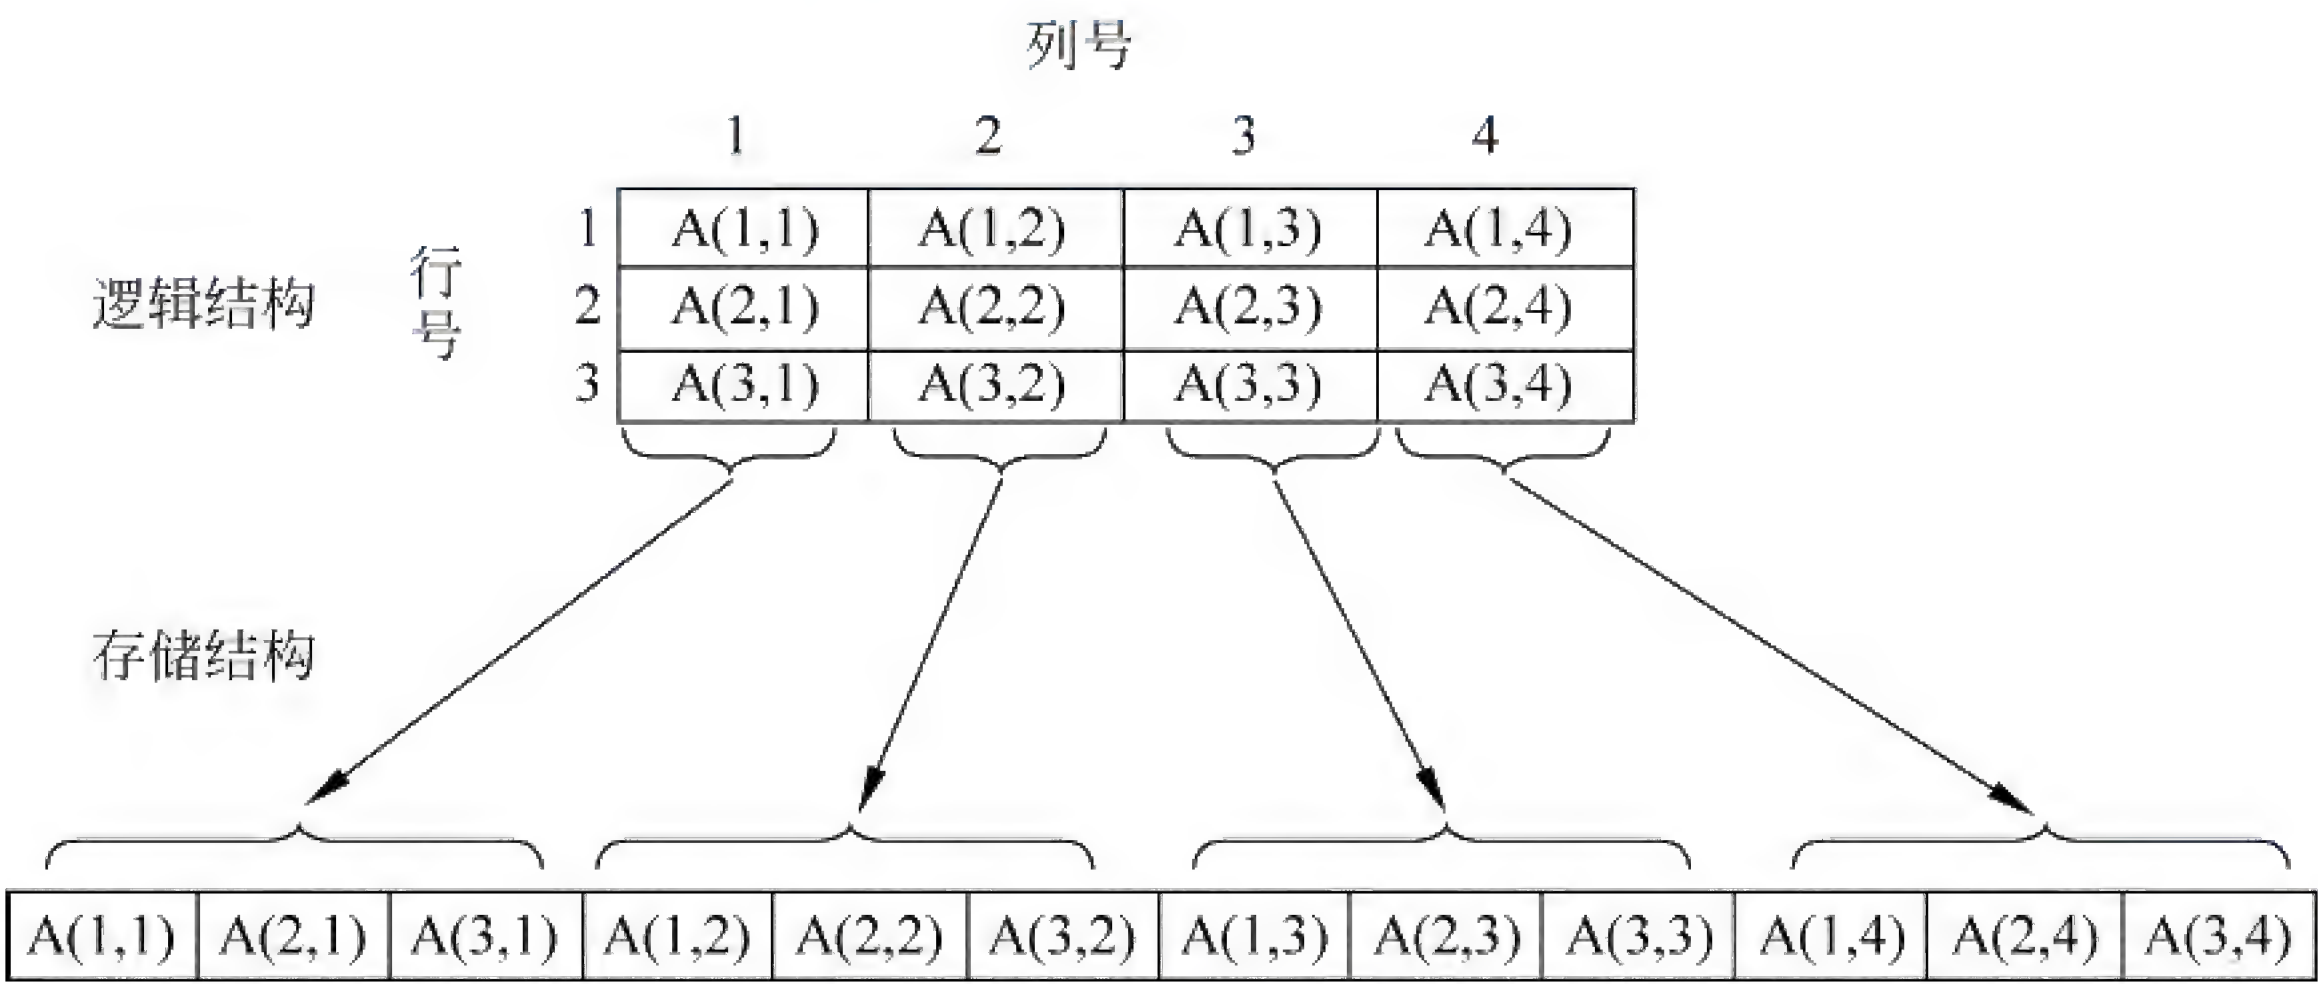 列号
1 2 3 4
1 A(1,1) A(1,2) A(1,3) A(1,4)
逻辑结构 行号 2 A(2,1) A(2,2) A(2,3) A(2,4)
3 A(3,1) A(3,2) A(3,3) A(3,4)
存储结构
A(1,1) A(2,1) A(3,1) A(1,2) A(2,2) A(3,2) A(1,3) A(2,3) A(3,3) A(1,4) A(2,4) A(3,4)